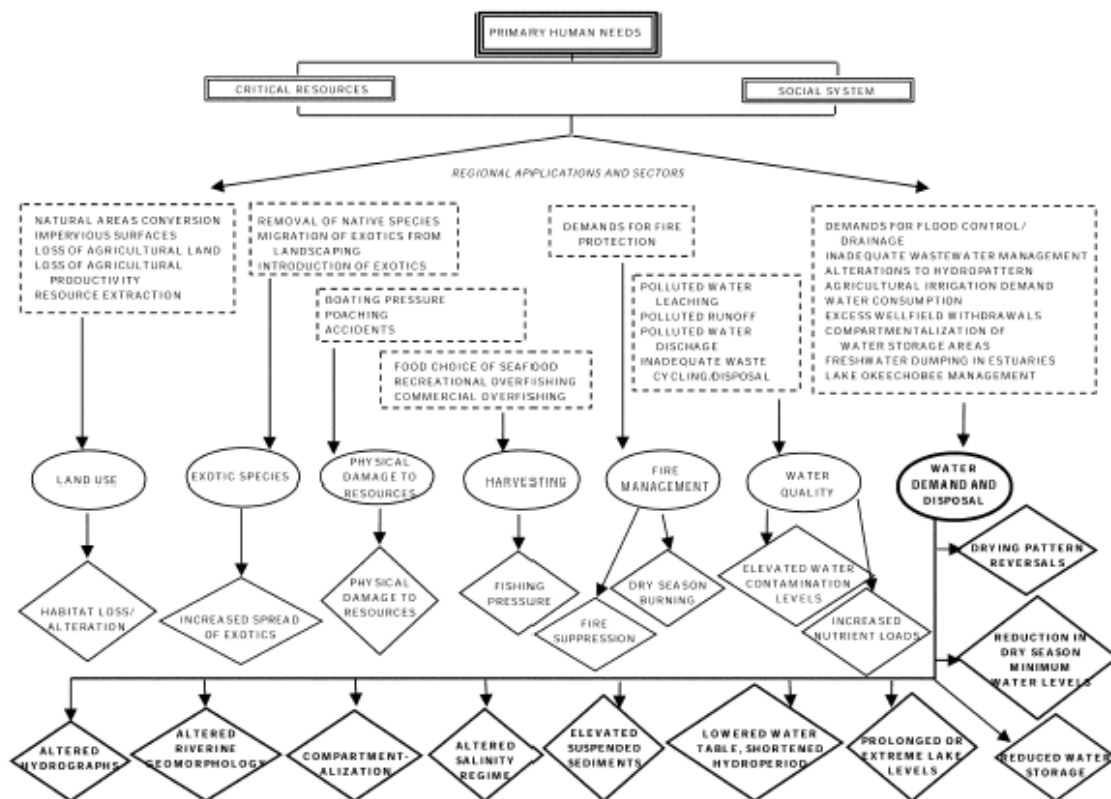 PRIMARY HUMAN NEEDS
CRITICAL RESOURCES
SOCIAL SYSTEM
REGIONAL APPLICATIONS AND SECTORS
NATURAL AREAS CONVERSION
IMPERVIOUS SURFACES
LOSS OF AGRICULTURAL LAND
LOSS OF AGRICULTURAL
PRODUCTIVITY
RESOURCE EXTRACTION
REMOVAL OF NATIVE SPECIES
MIGRATION OF EXOTICS FROM
LANDSCAPING
INTRODUCTION OF EXOTICS
BOATING PRESSURE
POACHING
ACCIDENTS
FOOD CHOICE OF SEAFOOD
RECREATIONAL OVERFISHING
COMMERCIAL OVERFISHING
DEMANDS FOR FIRE
PROTECTION
POLLUTED WATER
LEACHING
POLLUTED RUNOFF
POLLUTED WATER
DISCHAGE
INADEQUATE WASTE
CYCLING/DISPOSAL
DEMANDS FOR FLOOD CONTROL/
DRAINAGE
INADEQUATE WASTEWATER MANAGEMENT
ALTERATIONS TO HYDROPATTERN
AGRICULTURAL IRRIGATION DEMAND
WATER CONSUMPTION
EXCESS WELLFIELD WITHDRAWALS
COMPARTMENTALIZATION OF
WATER STORAGE AREAS
FRESHWATER DUMPING IN ESTUARIES
LAKE OKEECHOBEE MANAGEMENT
LAND USE
EXOTIC SPECIES
PHYSICAL
DAMAGE TO
RESOURCES
HARVESTING
FIRE
MANAGEMENT
WATER
QUALITY
WATER
DEMAND AND
DISPOSAL
HABITAT LOSS/
ALTERATION
INCREASED SPREAD
OF EXOTICS
PHYSICAL
DAMAGE TO
RESOURCES
FISHING
PRESSURE
FIRE
SUPPRESSION
DRY SEASON
BURNING
ELEVATED WATER
CONTAMINATION
LEVELS
INCREASED
NUTRIENT LOADS
DRYING PATTERN
REVERSALS
REDUCTION IN
DRY SEASON
MINIMUM
WATER LEVELS
REDUCED WATER
STORAGE
ALTERED
HYDROGRAPHS
ALTERED
RIVERINE
GEOMORPHOLOGY
COMPARTMENT-
ALIZATION
ALTERED
SALINITY
REGIME
ELEVATED
SUSPENDED
SEDIMENTS
LOWERED WATER
TABLE, SHORTENED
HYDROPERIOD
PROLONGED OR
EXTREME LAKE
LEVELS